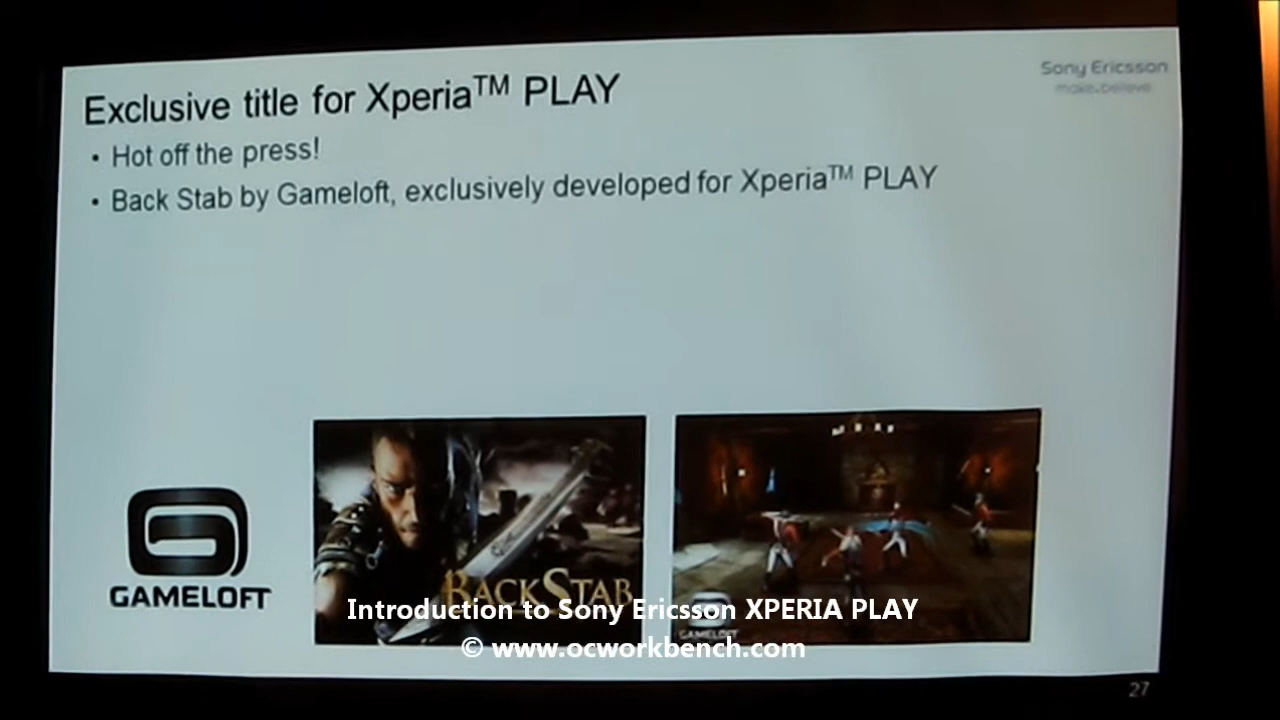 Sony Ericsson
make.believe
Exclusive title for Xperia™ PLAY
• Hot off the press!
• Back Stab by Gameloft, exclusively developed for Xperia™ PLAY
BACKSTAB
GAMELOFT
GAMELOFT
Introduction to Sony Ericsson XPERIA PLAY
© www.ocworkbench.com
27